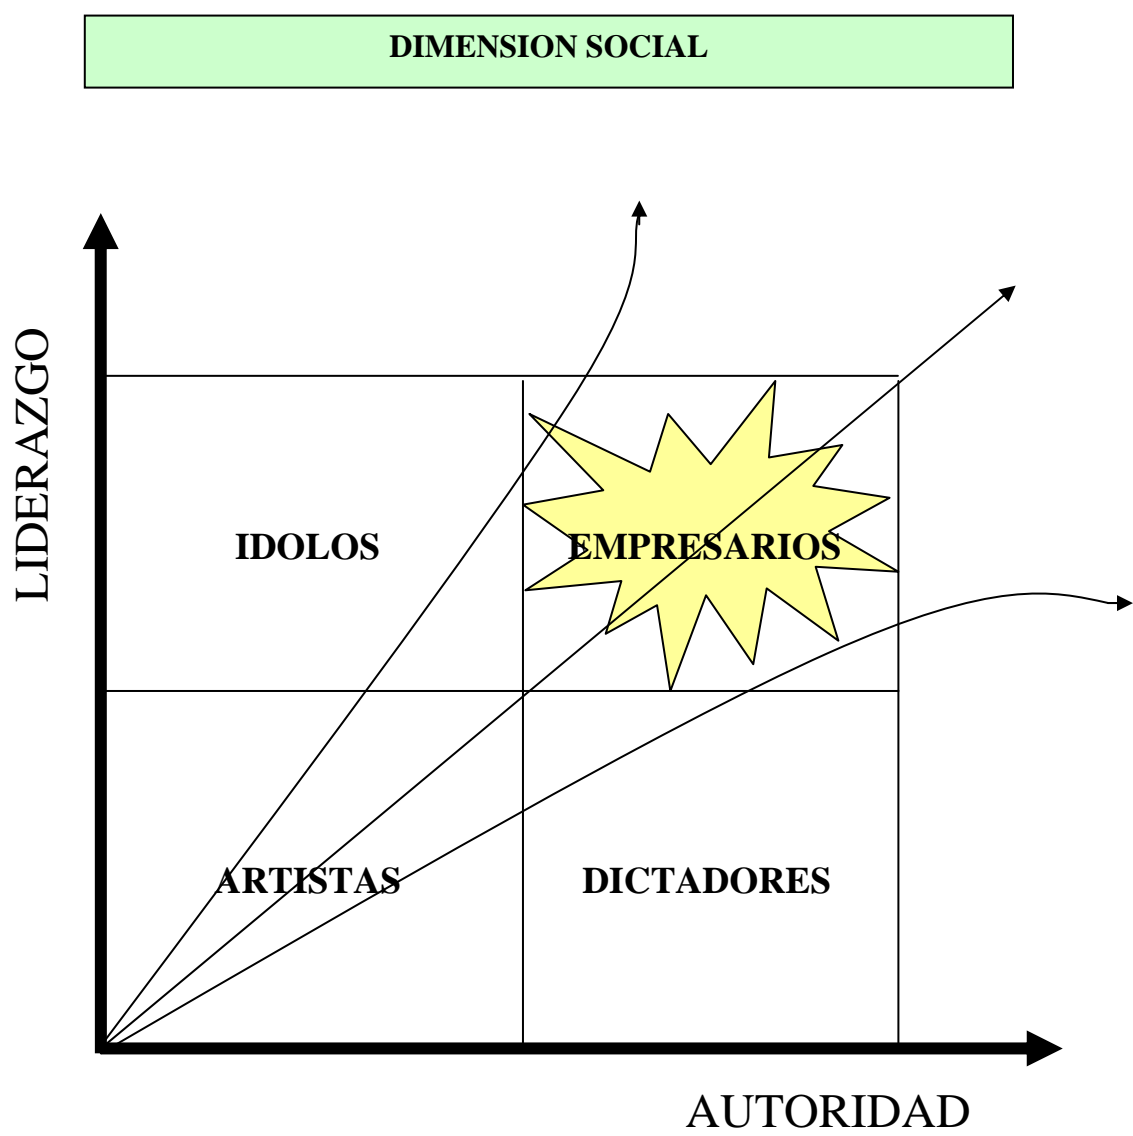 DIMENSION SOCIAL
LIDERAZGO
IDOLOS
EMPRESARIOS
ARTISTAS
DICTADORES
AUTORIDAD